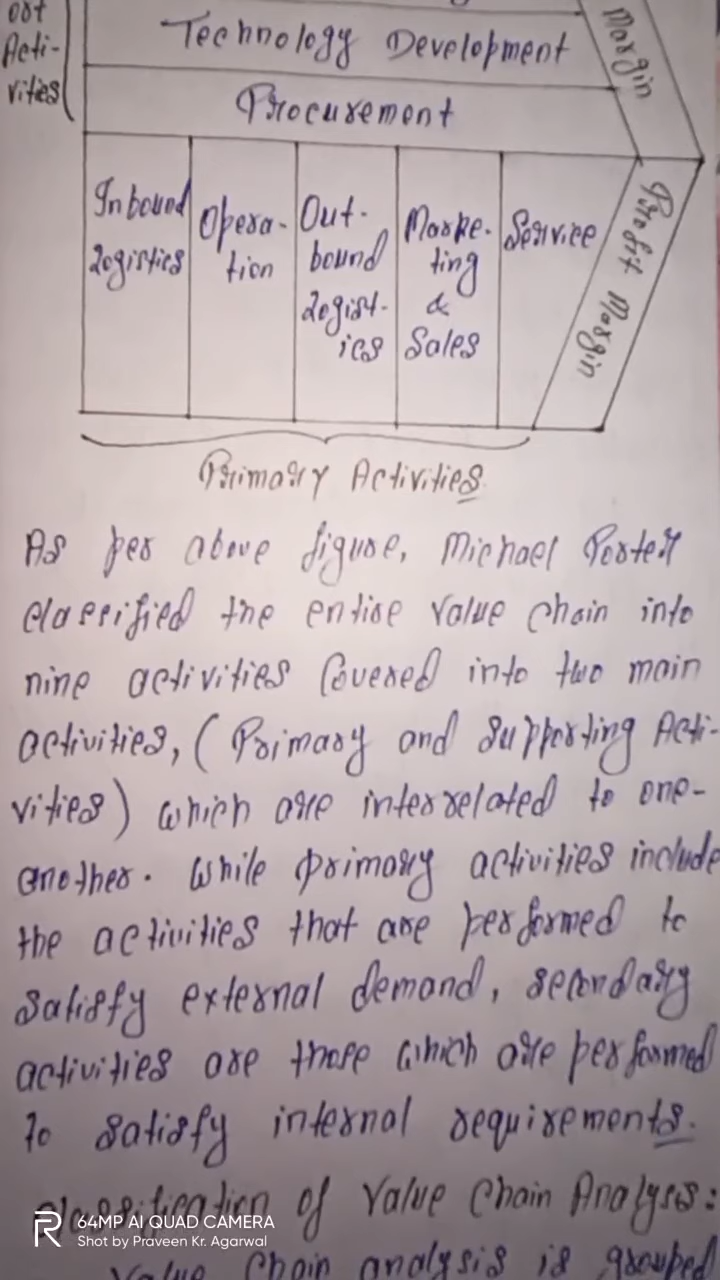 ort
Acti-
vities
Technology Development
Margin
Procurement
Inbound
Logistics
Opera-
tion
Out-
bound
Logist-
ics
Marke-
ting
&
Sales
Service
Profit Margin
Primary Activities
As per above figure, Michael Porter
classified the entire value chain into
nine activities Covered into two main
activities, (Primary and Supporting Acti-
vities) which are interrelated to one-
another. While primary activities include
the activities that are performed to
satisfy external demand, secondary
activities are those which are performed
to satisfy internal requirements.
Classification of Value Chain Analysis:
Value Chain analysis is grouped
64MP AI QUAD CAMERA
Shot by Praveen Kr. Agarwal